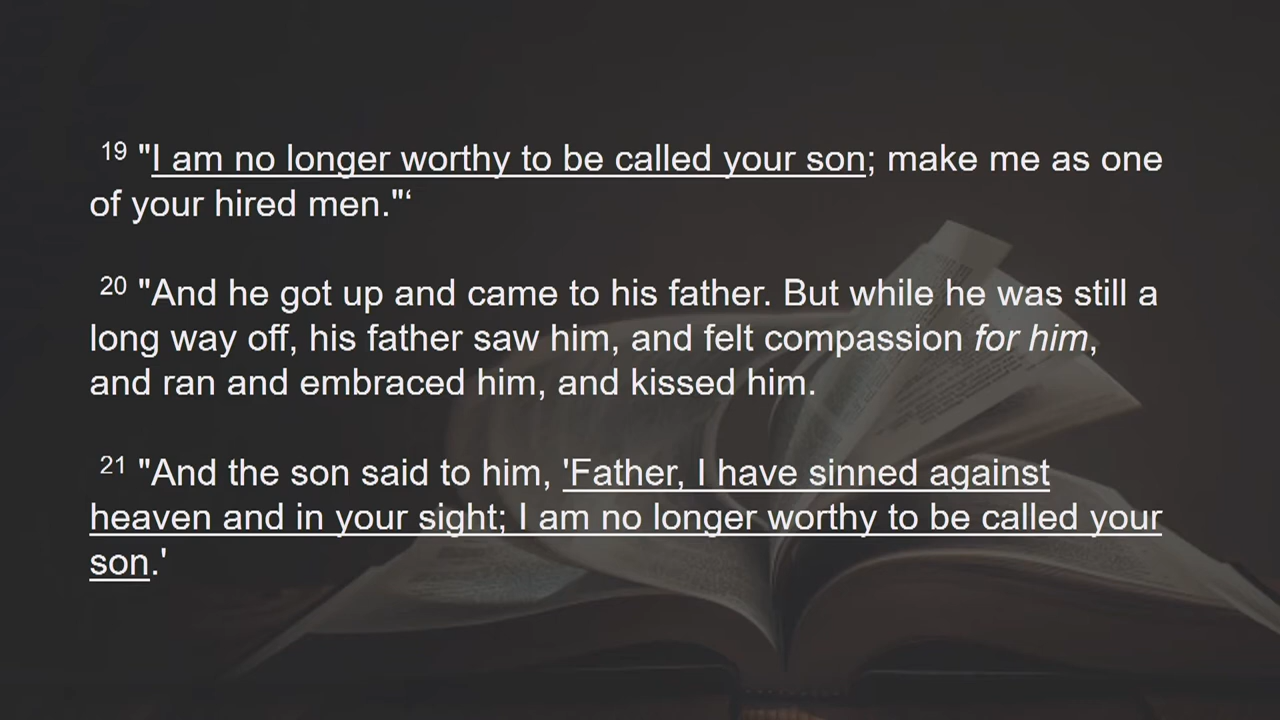 19 "I am no longer worthy to be called your son; make me as one
of your hired men."‘
20 "And he got up and came to his father. But while he was still a
long way off, his father saw him, and felt compassion for him,
and ran and embraced him, and kissed him.
21 "And the son said to him, 'Father, I have sinned against
heaven and in your sight; I am no longer worthy to be called your
son.'